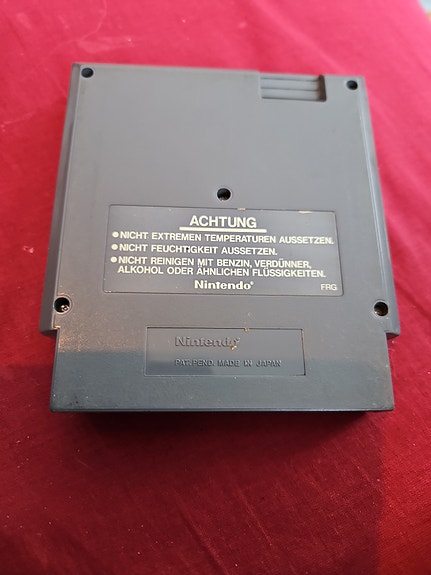 ACHTUNG
●NICHT EXTREMEN TEMPERATUREN AUSSETZEN.
●NICHT FEUCHTIGKEIT AUSSETZEN.
●NICHT REINIGEN MIT BENZIN, VERDÜNNER,
ALKOHOL ODER ÄHNLICHEN FLÜSSIGKEITEN.
Nintendo®
FRG
Nintendo®
PAT. PEND. MADE IN JAPAN